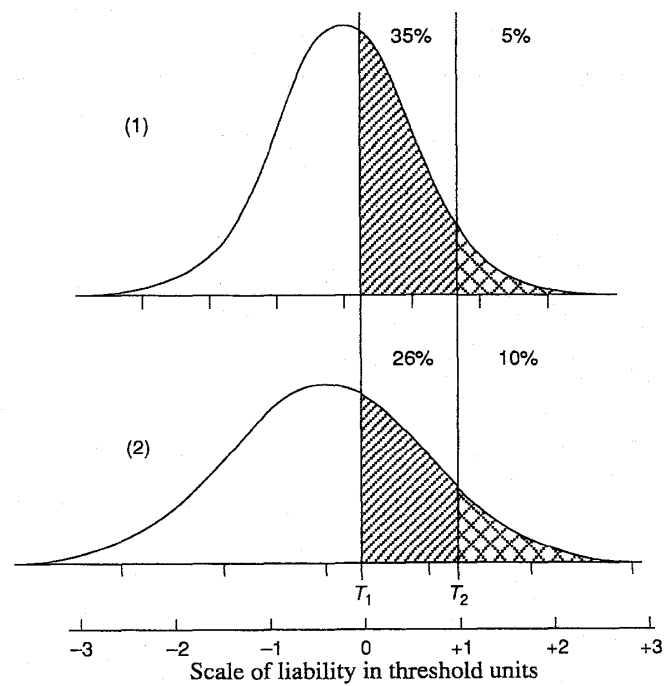 35% 5%
(1)
26% 10%
(2)
T1 T2
−3 −2 −1 0 +1 +2 +3
Scale of liability in threshold units